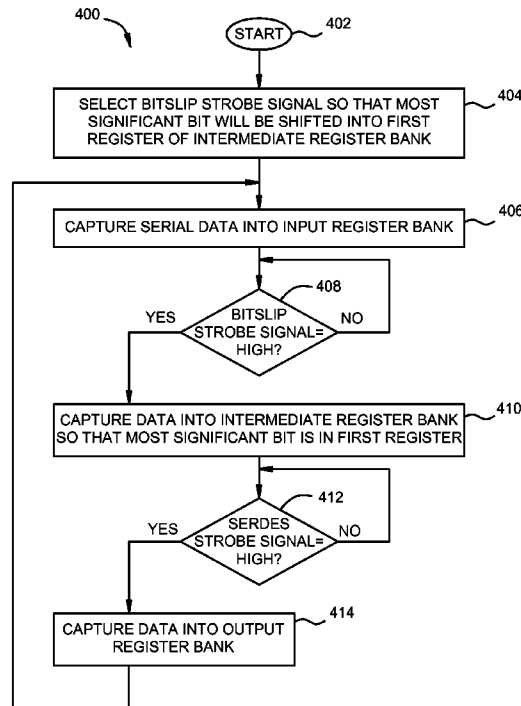 400
START
402
SELECT BITSLIP STROBE SIGNAL SO THAT MOST
SIGNIFICANT BIT WILL BE SHIFTED INTO FIRST
REGISTER OF INTERMEDIATE REGISTER BANK
404
CAPTURE SERIAL DATA INTO INPUT REGISTER BANK
406
408
YES
BITSLIP
STROBE SIGNAL=
HIGH?
NO
CAPTURE DATA INTO INTERMEDIATE REGISTER BANK
SO THAT MOST SIGNIFICANT BIT IS IN FIRST REGISTER
410
412
YES
SERDES
STROBE SIGNAL=
HIGH?
NO
CAPTURE DATA INTO OUTPUT
REGISTER BANK
414